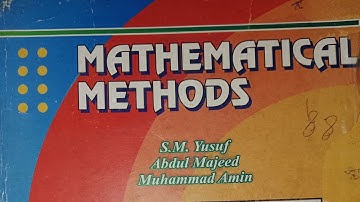 MATHEMATICAL
METHODS
S.M. Yusuf
Abdul Majeed
Muhammad Amin